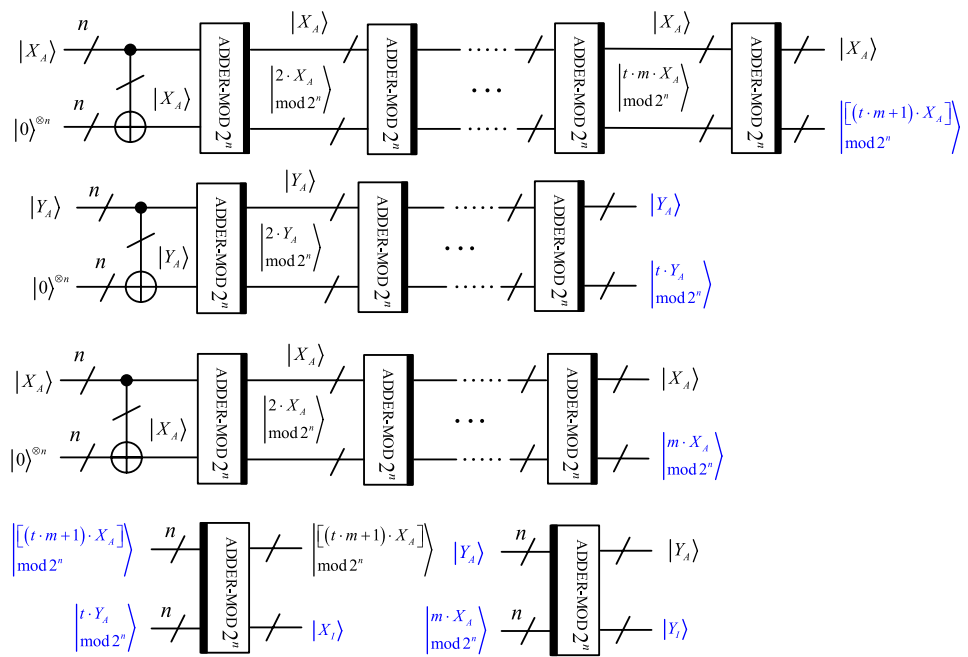 n |X_A⟩ |X_A⟩
|X_A⟩ ADDER-MOD 2^n ADDER-MOD 2^n ····· ADDER-MOD 2^n ADDER-MOD 2^n |X_A⟩
|2·X_A mod 2^n⟩ ··· |t·m·X_A mod 2^n⟩
n |X_A⟩
|0⟩^{⊗n} ····· |[(t·m+1)·X_A] mod 2^n⟩
n |Y_A⟩
|Y_A⟩ ADDER-MOD 2^n ADDER-MOD 2^n ····· ADDER-MOD 2^n |Y_A⟩
|2·Y_A mod 2^n⟩ ···
n |Y_A⟩
|0⟩^{⊗n} ····· |t·Y_A mod 2^n⟩
n |X_A⟩
|X_A⟩ ADDER-MOD 2^n ADDER-MOD 2^n ····· ADDER-MOD 2^n |X_A⟩
|2·X_A mod 2^n⟩ ···
n |X_A⟩
|0⟩^{⊗n} ····· |m·X_A mod 2^n⟩
|[(t·m+1)·X_A] mod 2^n⟩ n ADDER-MOD 2^n |[(t·m+1)·X_A] mod 2^n⟩
|t·Y_A mod 2^n⟩ n |X_I⟩
|Y_A⟩ n ADDER-MOD 2^n |Y_A⟩
|m·X_A mod 2^n⟩ n |Y_I⟩